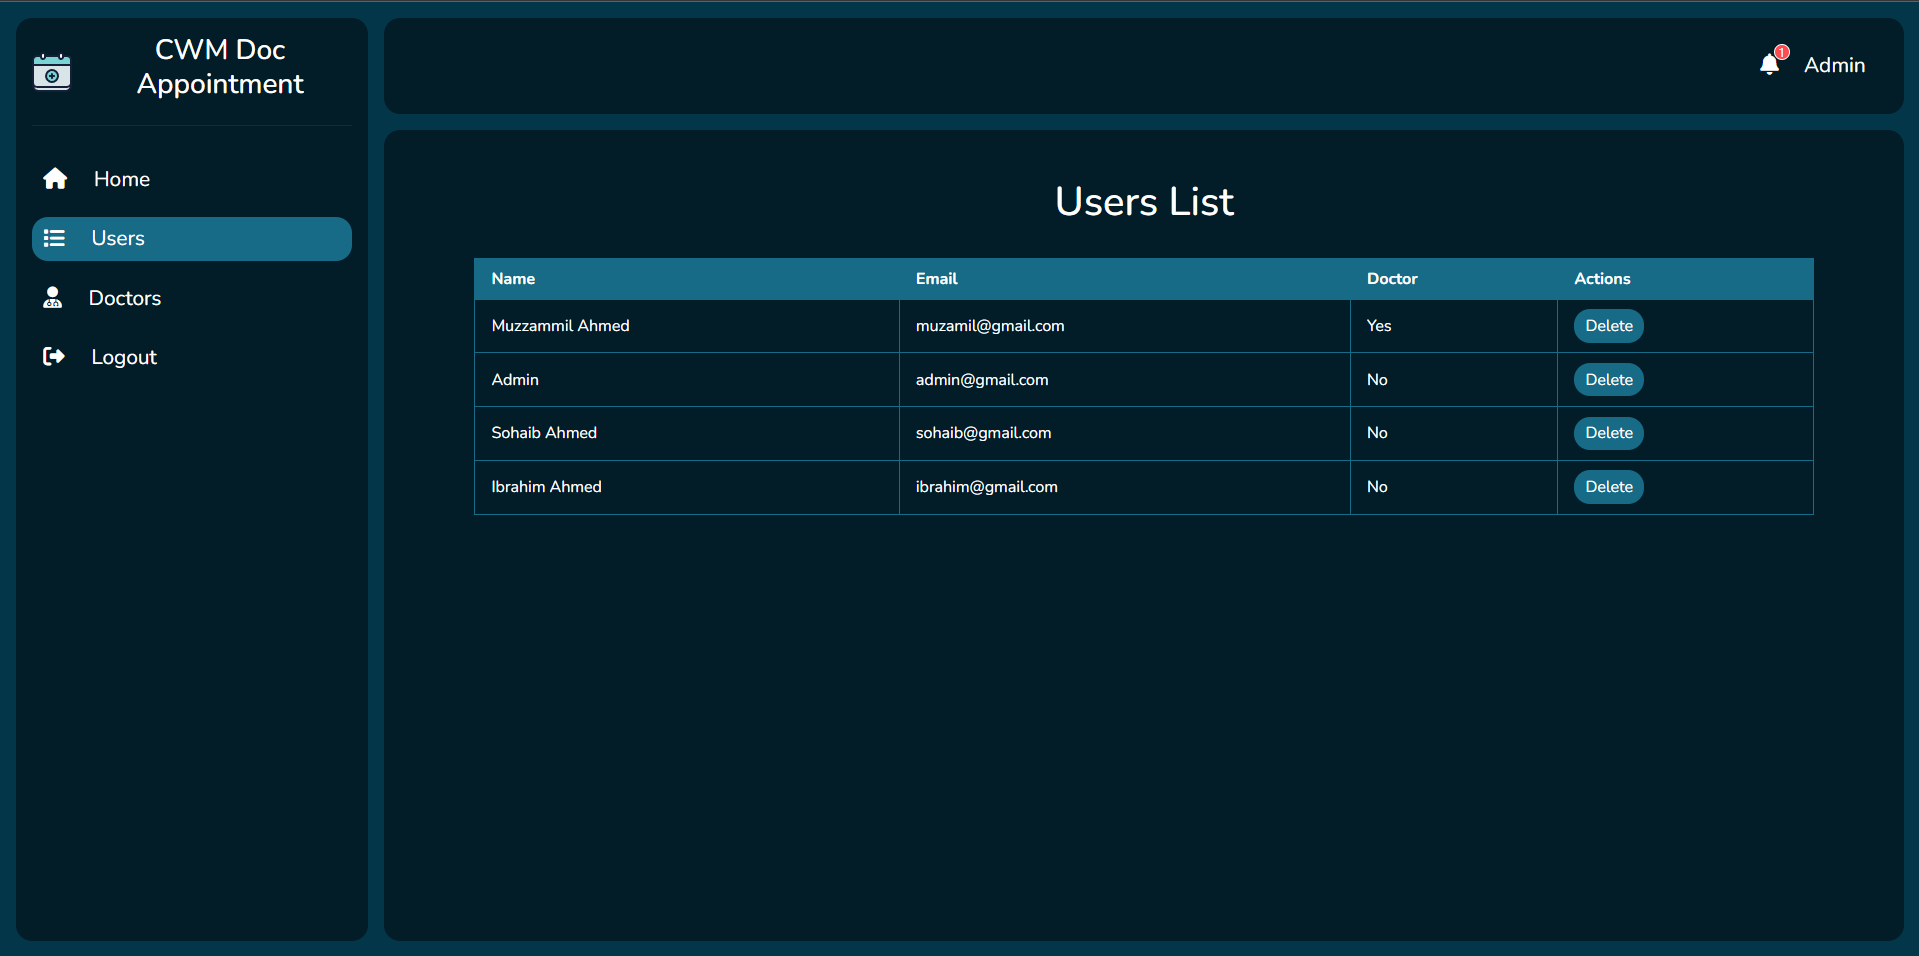 CWM Doc
Appointment
Home
Users
Doctors
Logout
1
Admin
Users List
Name Email Doctor Actions
Muzzammil Ahmed muzamil@gmail.com Yes Delete
Admin admin@gmail.com No Delete
Sohaib Ahmed sohaib@gmail.com No Delete
Ibrahim Ahmed ibrahim@gmail.com No Delete